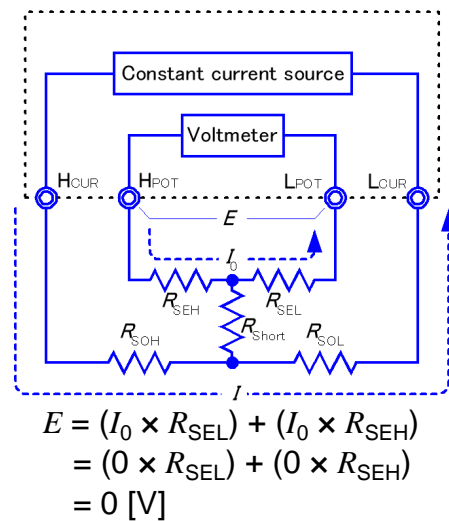 Constant current source
Voltmeter
HCUR HPOT LPOT LCUR
E
I0
RSEH RSEL
RShort
RSOH RSOL
I
E = (I0 × RSEL) + (I0 × RSEH)
= (0 × RSEL) + (0 × RSEH)
= 0 [V]